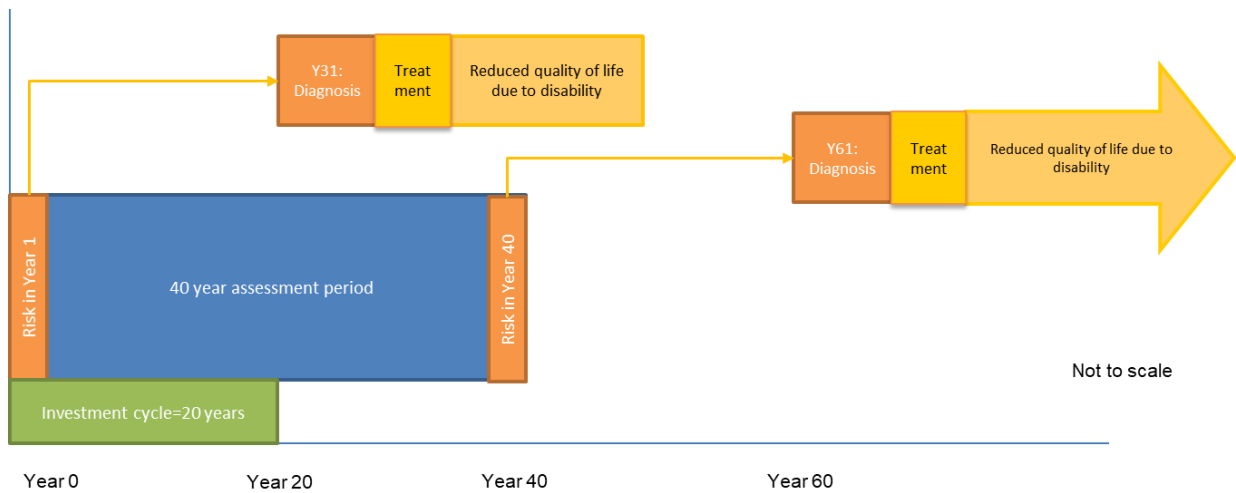 Y31:
Diagnosis
Treat
ment
Reduced quality of life
due to disability
Y61:
Diagnosis
Treat
ment
Reduced quality of life due to
disability
Risk in Year 1
40 year assessment period
Risk in Year 40
Not to scale
Investment cycle=20 years
Year 0
Year 20
Year 40
Year 60